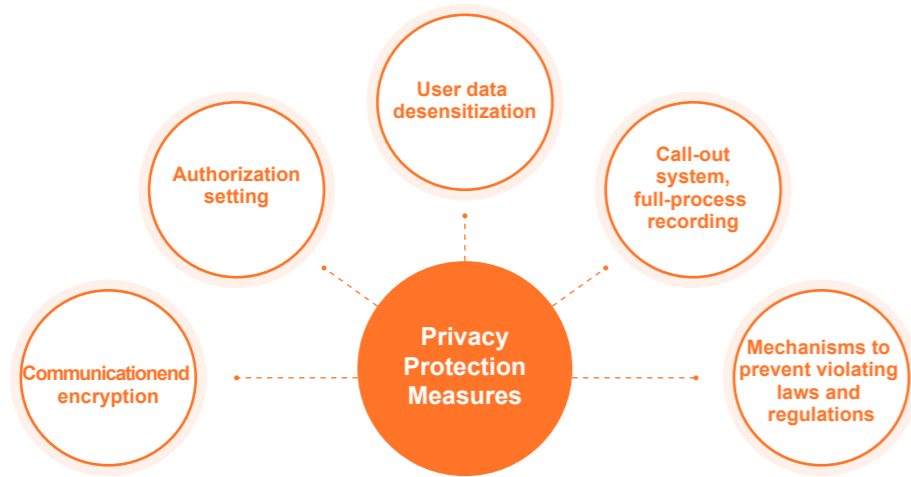 User data
desensitization
Authorization
setting
Call-out
system,
full-process
recording
Privacy
Protection
Measures
Communicationend
encryption
Mechanisms to
prevent violating
laws and
regulations